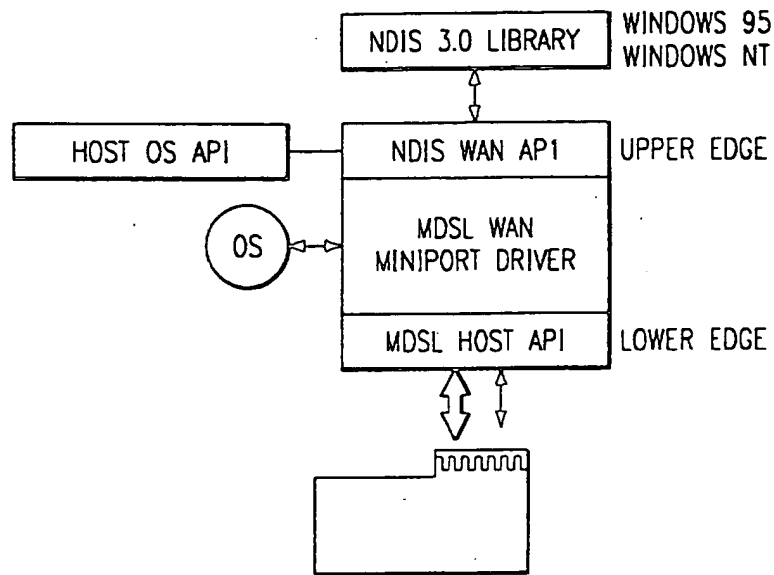 NDIS 3.0 LIBRARY
WINDOWS 95
WINDOWS NT
HOST OS API
NDIS WAN AP1
UPPER EDGE
OS
MDSL WAN
MINIPORT DRIVER
MDSL HOST API
LOWER EDGE